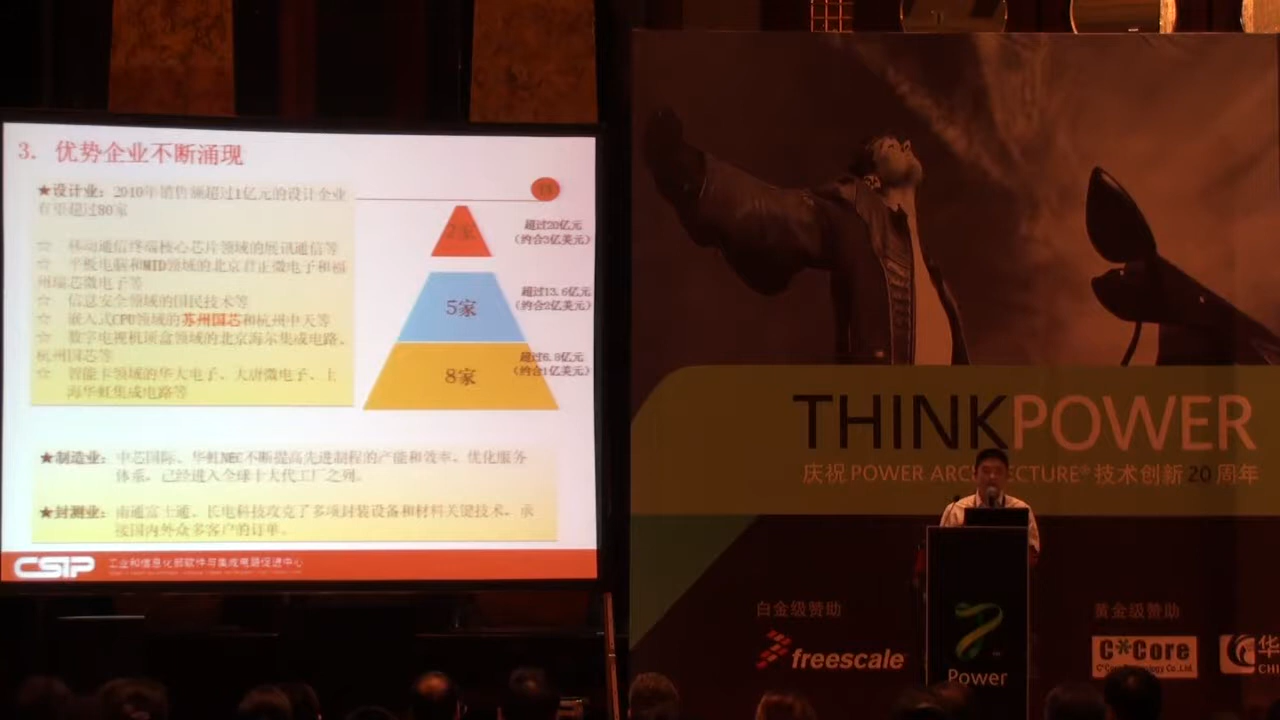 3. 优势企业不断涌现
★设计业：2010年销售额超过1亿元的设计企业
有望超过80家
☆ 移动通信终端核心芯片领域的展讯通信等
☆ 平板电脑和MID领域的北京君正微电子和福
州瑞芯微电子等
☆ 信息安全领域的国民技术等
☆ 嵌入式CPU领域的苏州国芯和杭州中天等
☆ 数字电视机顶盒领域的北京海尔集成电路、
杭州国芯等
☆ 智能卡领域的华大电子、大唐微电子、上
海华虹集成电路等
2家
超过20亿元
（约合3亿美元）
5家
超过13.6亿元
（约合2亿美元）
8家
超过6.8亿元
（约合1亿美元）
★制造业：中芯国际、华虹NEC不断提高先进制程的产能和效率，优化服务
体系，已经进入全球十大代工厂之列。
★封测业：南通富士通、长电科技攻克了多项封装设备和材料关键技术，承
接国内外众多客户的订单。
CSIP 工业和信息化部软件与集成电路促进中心
THINKPOWER
庆祝POWER ARCHITECTURE®技术创新20周年
白金级赞助
freescale
黄金级赞助
C*Core
C*Core Technology Co.,Ltd.
华
CHI
Power